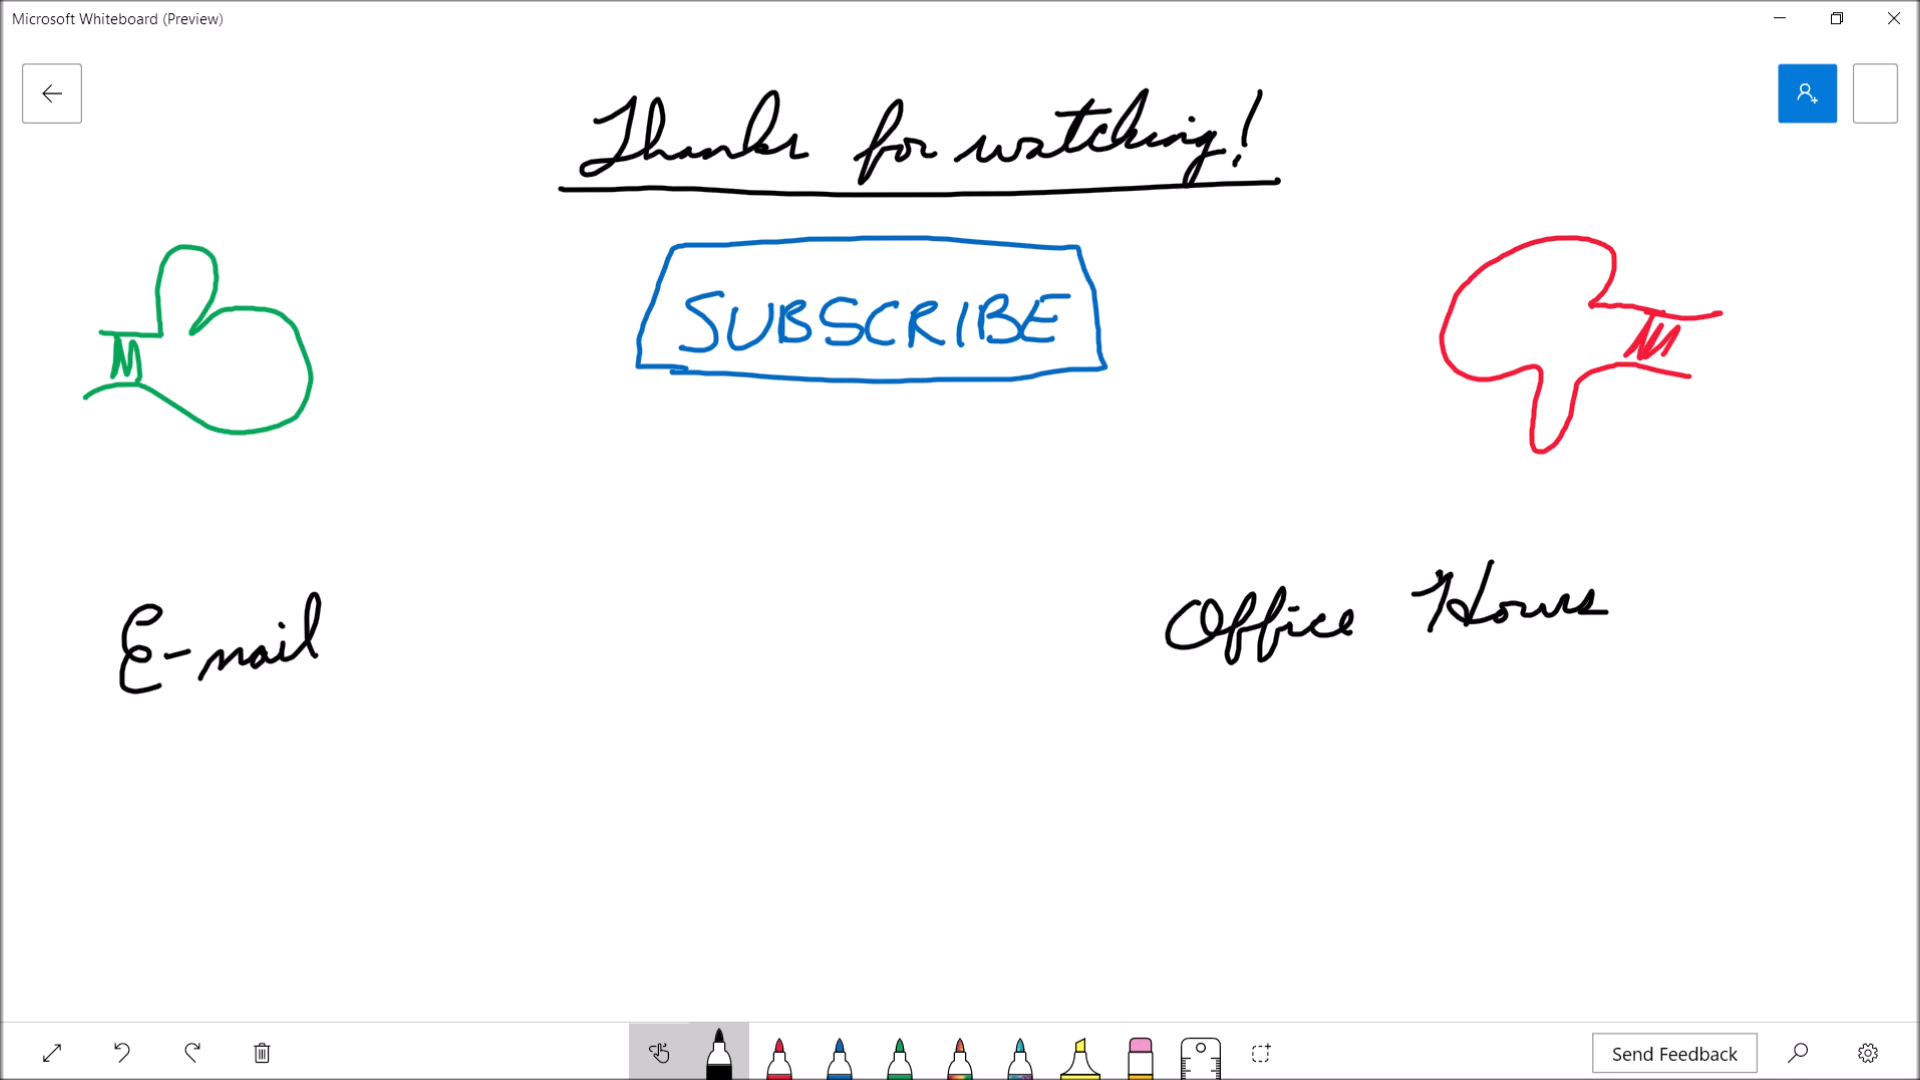 Microsoft Whiteboard (Preview)
Thanks for watching!
SUBSCRIBE
E-mail
Office Hours
Send Feedback